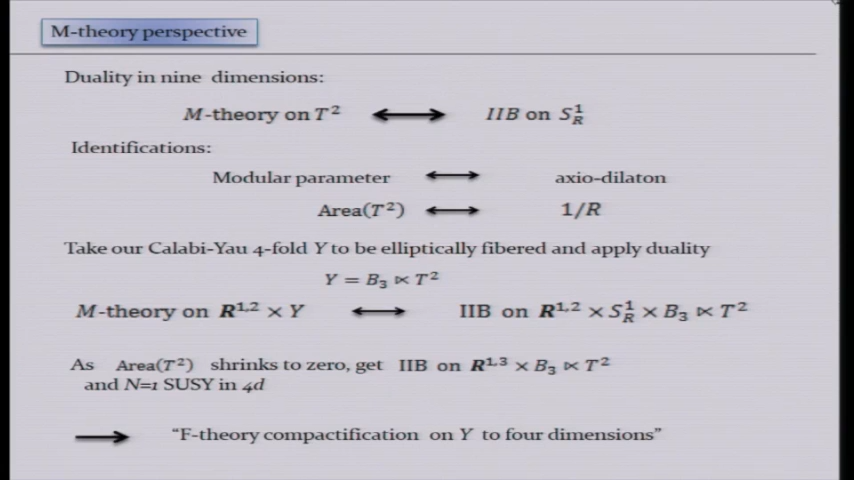 M-theory perspective
Duality in nine dimensions:
M-theory on T² ⟷ IIB on S¹_R
Identifications:
Modular parameter ⟷ axio-dilaton
Area(T²) ⟷ 1/R
Take our Calabi-Yau 4-fold Y to be elliptically fibered and apply duality
Y = B₃ ⋉ T²
M-theory on R¹,² × Y ⟷ IIB on R¹,² × S¹_R × B₃ ⋉ T²
As Area(T²) shrinks to zero, get IIB on R¹,³ × B₃ ⋉ T²
and N=1 SUSY in 4d
⟶ "F-theory compactification on Y to four dimensions"